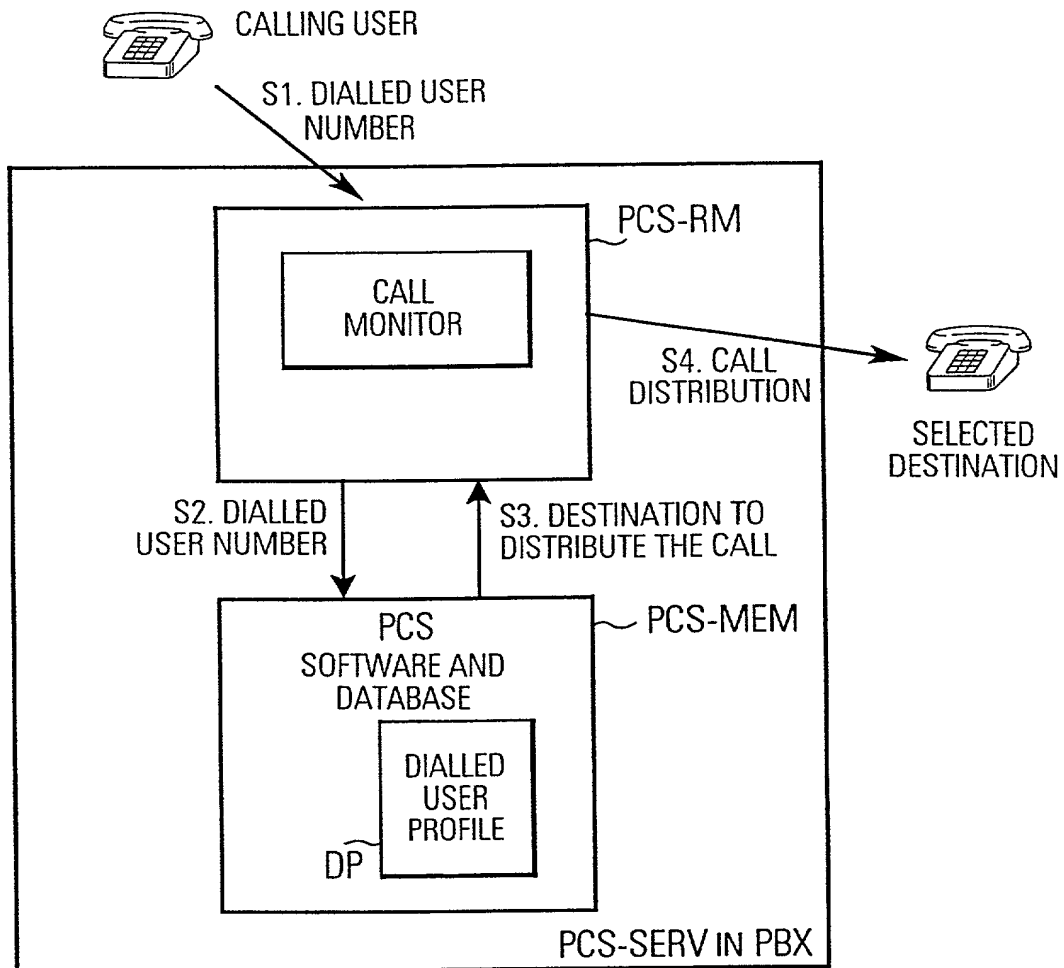 CALLING USER
S1. DIALLED USER
NUMBER
PCS-RM
CALL
MONITOR
S4. CALL
DISTRIBUTION
SELECTED
DESTINATION
S2. DIALLED
USER NUMBER
S3. DESTINATION TO
DISTRIBUTE THE CALL
PCS
SOFTWARE AND
DATABASE
PCS-MEM
DIALLED
USER
PROFILE
DP
PCS-SERV IN PBX